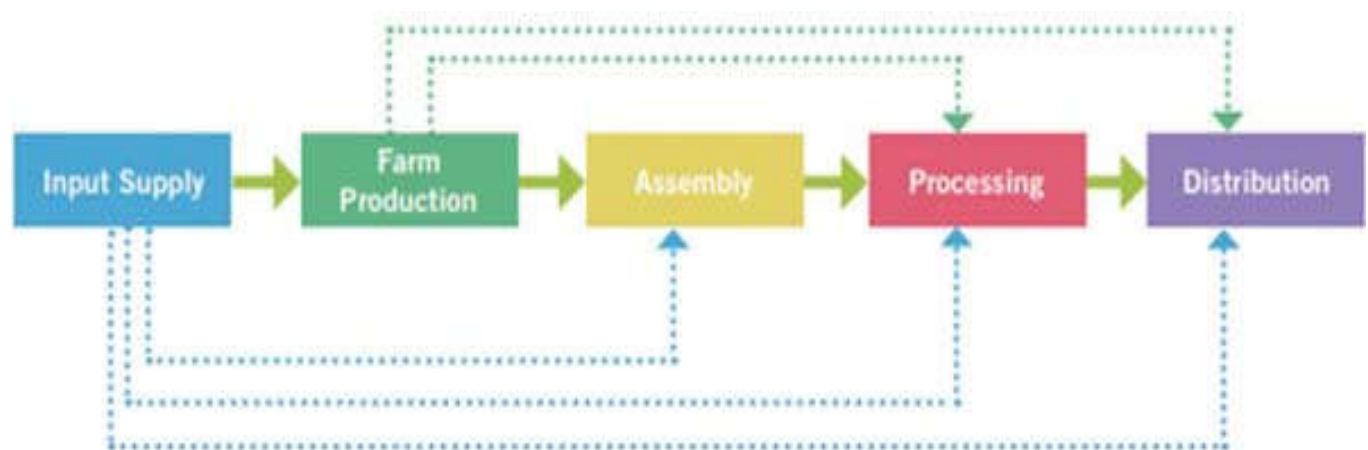 Input Supply
Farm
Production
Assembly
Processing
Distribution